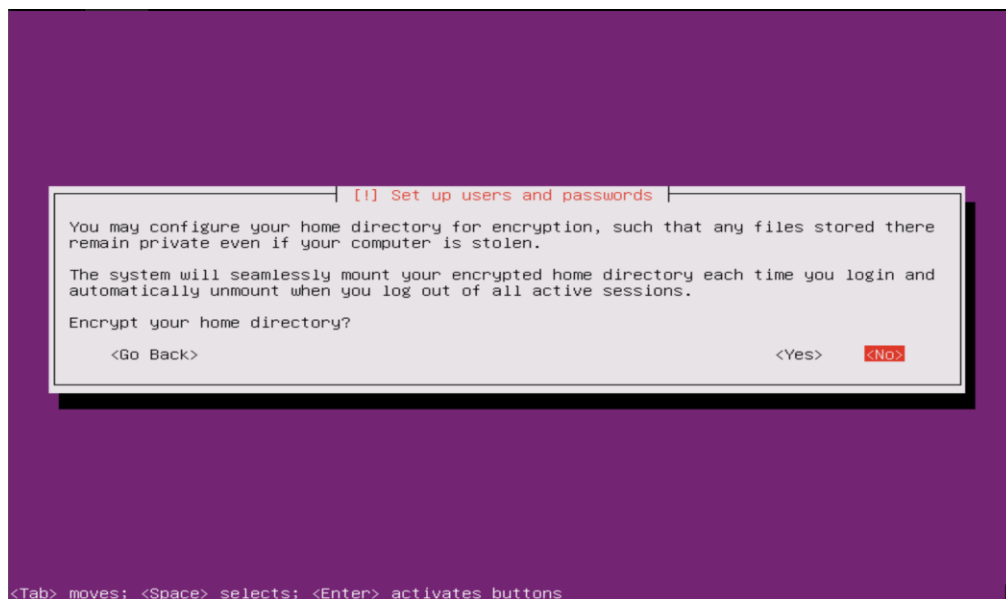 [!] Set up users and passwords
You may configure your home directory for encryption, such that any files stored there
remain private even if your computer is stolen.
The system will seamlessly mount your encrypted home directory each time you login and
automatically unmount when you log out of all active sessions.
Encrypt your home directory?
<Go Back> <Yes> <No>
<Tab> moves; <Space> selects; <Enter> activates buttons